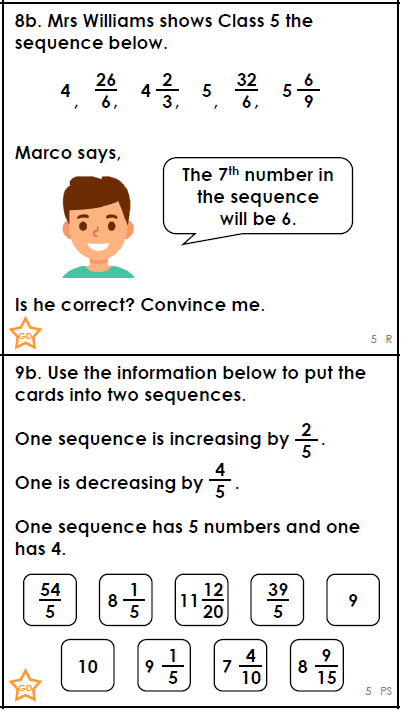 8b. Mrs Williams shows Class 5 the
sequence below.
4, 26/6, 4 2/3, 5, 32/6, 5 6/9
Marco says,
The 7th number in
the sequence
will be 6.
Is he correct? Convince me.
GD
5 R
9b. Use the information below to put the
cards into two sequences.
One sequence is increasing by 2/5.
One is decreasing by 4/5.
One sequence has 5 numbers and one
has 4.
54/5 8 1/5 11 12/20 39/5 9
10 9 1/5 7 4/10 8 9/15
GD
5 PS